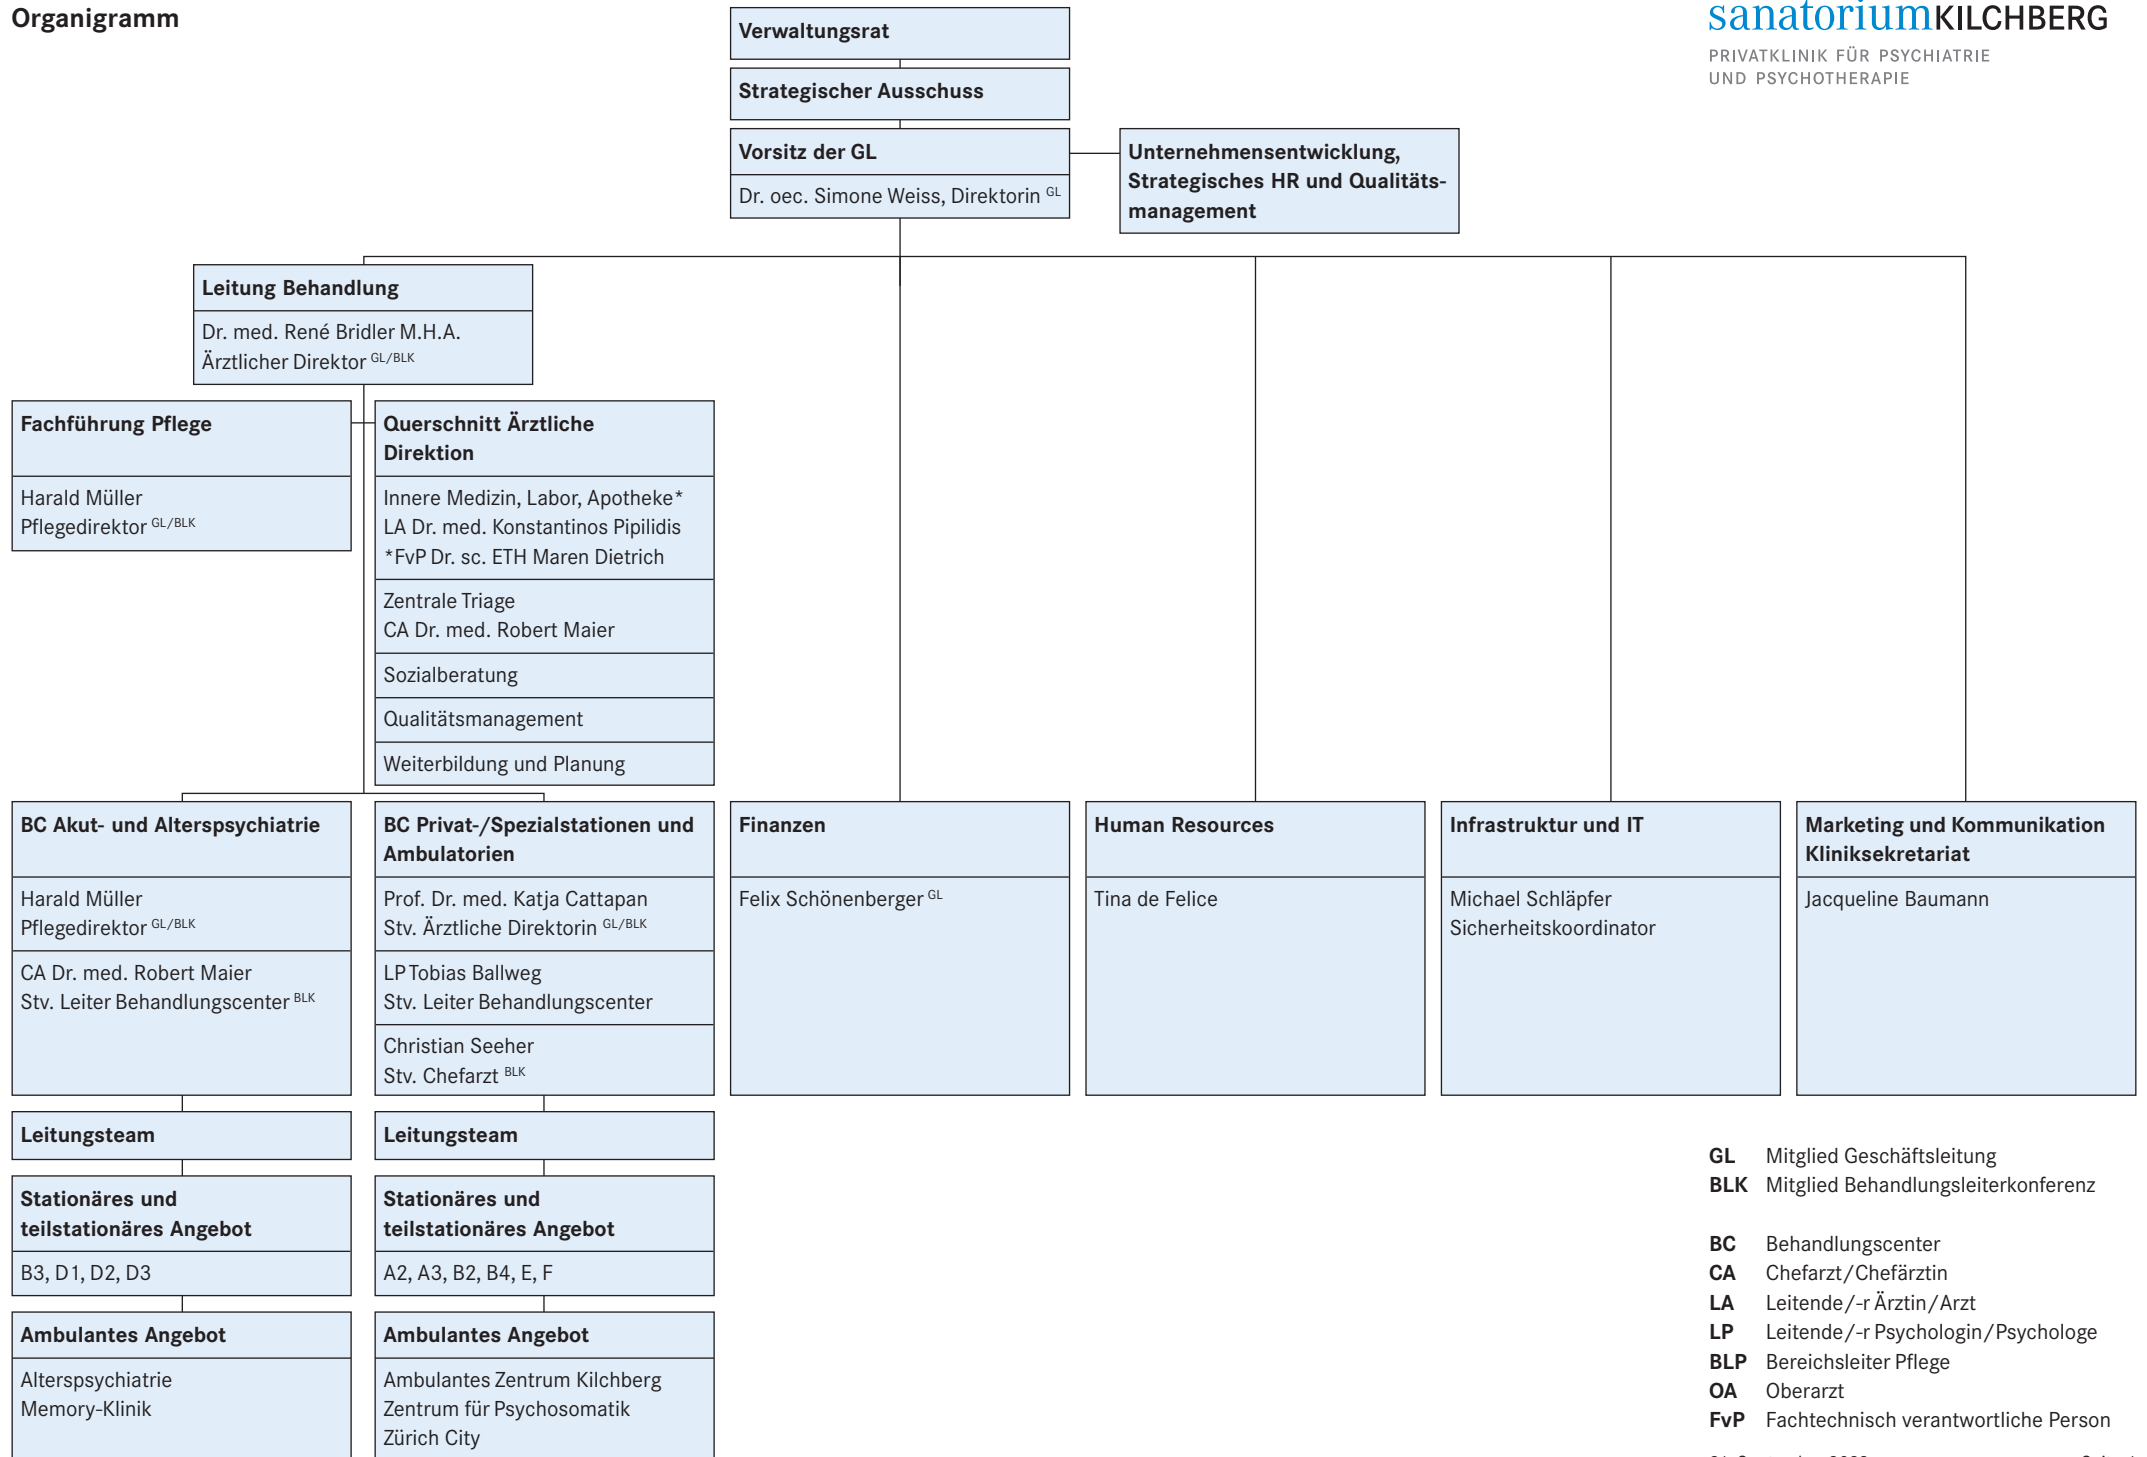 Organigramm
sanatoriumKILCHBERG
PRIVATKLINIK FÜR PSYCHIATRIE
UND PSYCHOTHERAPIE
Verwaltungsrat
Strategischer Ausschuss
Vorsitz der GL
Dr. oec. Simone Weiss, Direktorin GL
Unternehmensentwicklung,
Strategisches HR und Qualitäts-
management
Leitung Behandlung
Dr. med. René Bridler M.H.A.
Ärztlicher Direktor GL/BLK
Fachführung Pflege
Harald Müller
Pflegedirektor GL/BLK
Querschnitt Ärztliche
Direktion
Innere Medizin, Labor, Apotheke*
LA Dr. med. Konstantinos Pipilidis
*FvP Dr. sc. ETH Maren Dietrich
Zentrale Triage
CA Dr. med. Robert Maier
Sozialberatung
Qualitätsmanagement
Weiterbildung und Planung
BC Akut- und Alterspsychiatrie
Harald Müller
Pflegedirektor GL/BLK
CA Dr. med. Robert Maier
Stv. Leiter Behandlungscenter BLK
BC Privat-/Spezialstationen und
Ambulatorien
Prof. Dr. med. Katja Cattapan
Stv. Ärztliche Direktorin GL/BLK
LP Tobias Ballweg
Stv. Leiter Behandlungscenter
Christian Seeher
Stv. Chefarzt BLK
Finanzen
Felix Schönenberger GL
Human Resources
Tina de Felice
Infrastruktur und IT
Michael Schläpfer
Sicherheitskoordinator
Marketing und Kommunikation
Kliniksekretariat
Jacqueline Baumann
Leitungsteam
Stationäres und
teilstationäres Angebot
B3, D1, D2, D3
Ambulantes Angebot
Alterspsychiatrie
Memory-Klinik
Leitungsteam
Stationäres und
teilstationäres Angebot
A2, A3, B2, B4, E, F
Ambulantes Angebot
Ambulantes Zentrum Kilchberg
Zentrum für Psychosomatik
Zürich City
GL Mitglied Geschäftsleitung
BLK Mitglied Behandlungsleiterkonferenz
BC Behandlungscenter
CA Chefarzt/Chefärztin
LA Leitende/-r Ärztin/Arzt
LP Leitende/-r Psychologin/Psychologe
BLP Bereichsleiter Pflege
OA Oberarzt
FvP Fachtechnisch verantwortliche Person